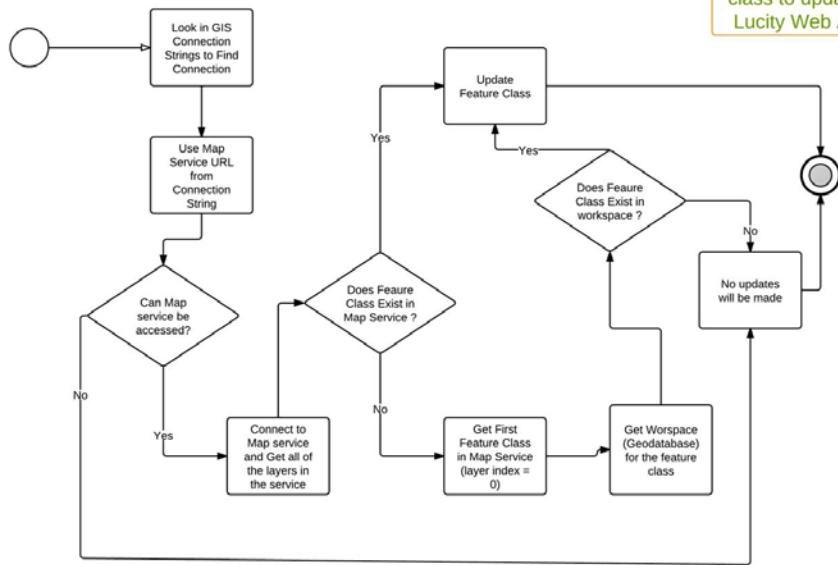 class to upda
Lucity Web
Look in GIS
Connection
Strings to Find
Connection
Use Map
Service URL
from
Connection
String
Can Map
service be
accessed?
No
Yes
Connect to
Map service
and Get all of
the layers in
the service
Does Feaure
Class Exist in
Map Service ?
Yes
No
Update
Feature Class
Get First
Feature Class
in Map Service
(layer index =
0)
Get Worspace
(Geodatabase)
for the feature
class
Does Feaure
Class Exist in
workspace ?
Yes
No
No updates
will be made